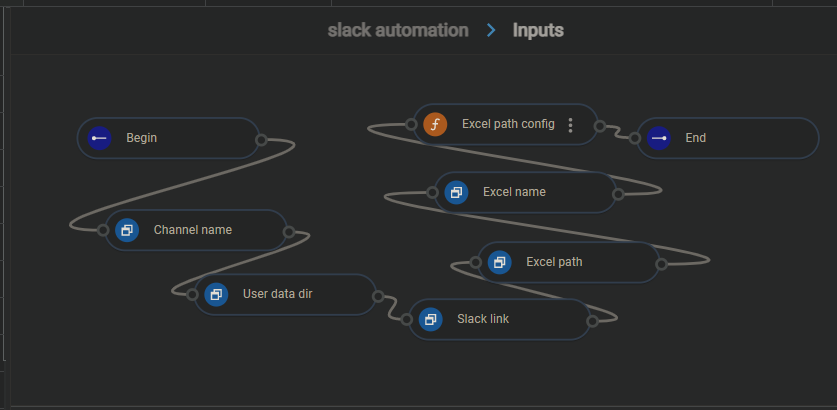 slack automation > Inputs
Begin
Channel name
User data dir
Slack link
Excel path
Excel name
Excel path config
End